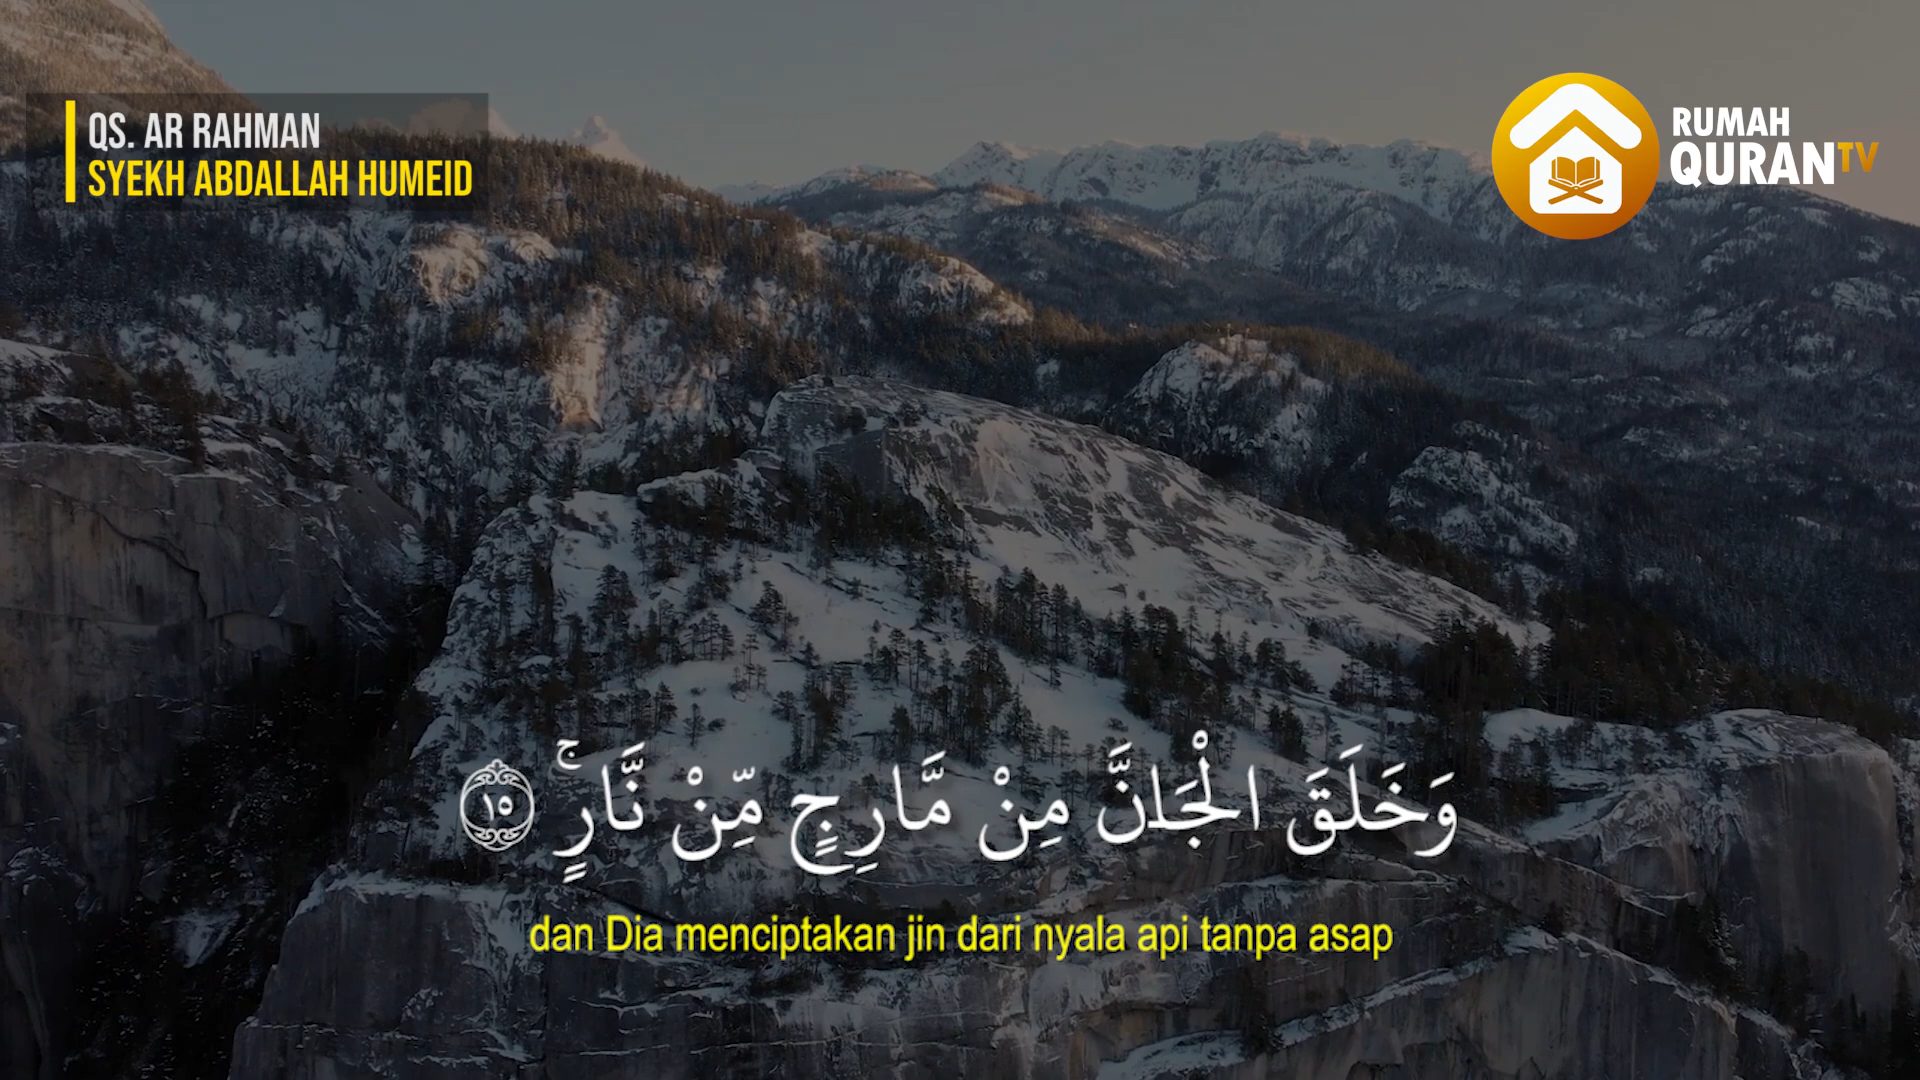 QS. AR RAHMAN
SYEKH ABDALLAH HUMEID
RUMAH
QURANTV
وَخَلَقَ الْجَاۤنَّ مِنْ مَّارِجٍ مِّنْ نَّارٍۚ ١٥
dan Dia menciptakan jin dari nyala api tanpa asap